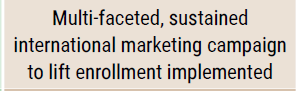 Multi-faceted, sustained
international marketing campaign
to lift enrollment implemented